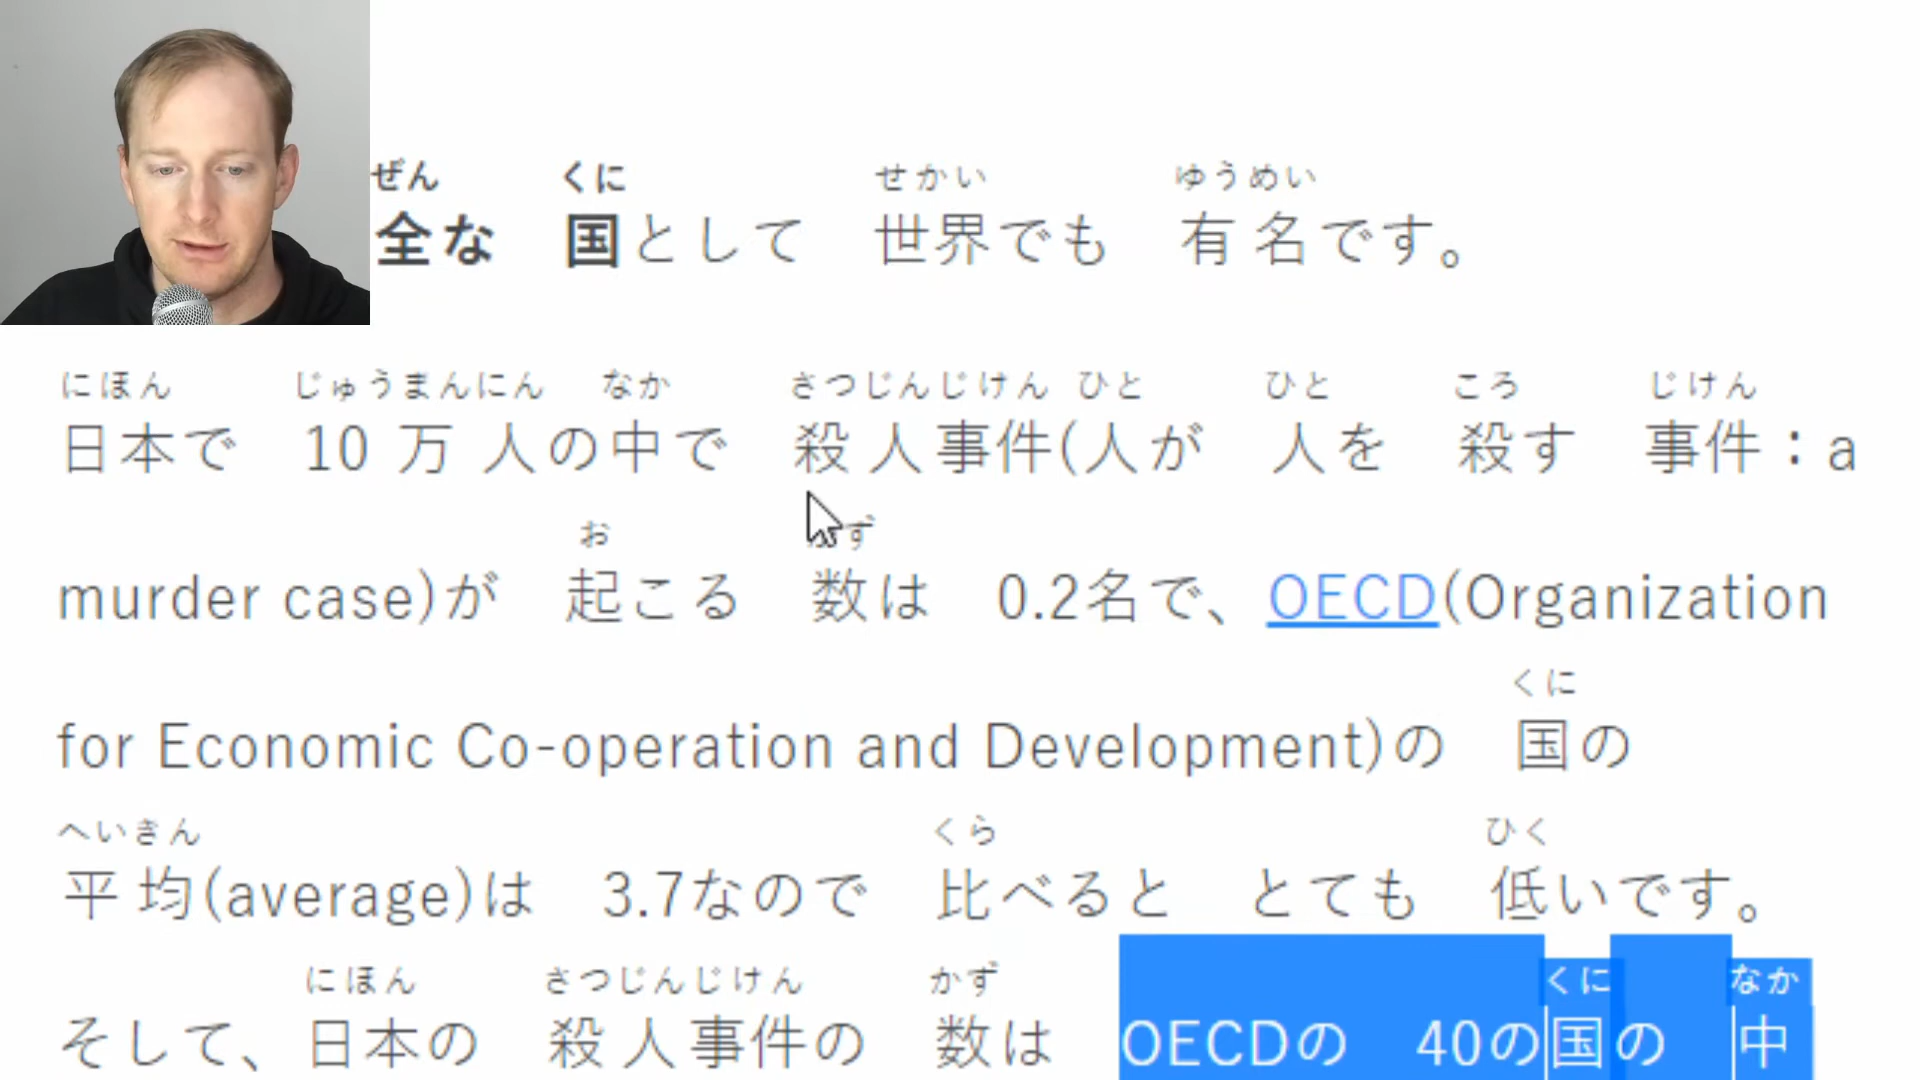 ぜん くに せかい ゆうめい
全な 国として 世界でも 有名です。
にほん じゅうまんにん なか さつじんじけん ひと ひと ころ じけん
日本で 10万人の中で 殺人事件(人が 人を 殺す 事件：a
お ず
murder case)が 起こる 数は 0.2名で、OECD(Organization
くに
for Economic Co-operation and Development)の 国の
へいきん くら ひく
平均(average)は 3.7なので 比べると とても 低いです。
にほん さつじんじけん かず くに なか
そして、日本の 殺人事件の 数は OECDの 40の国の 中